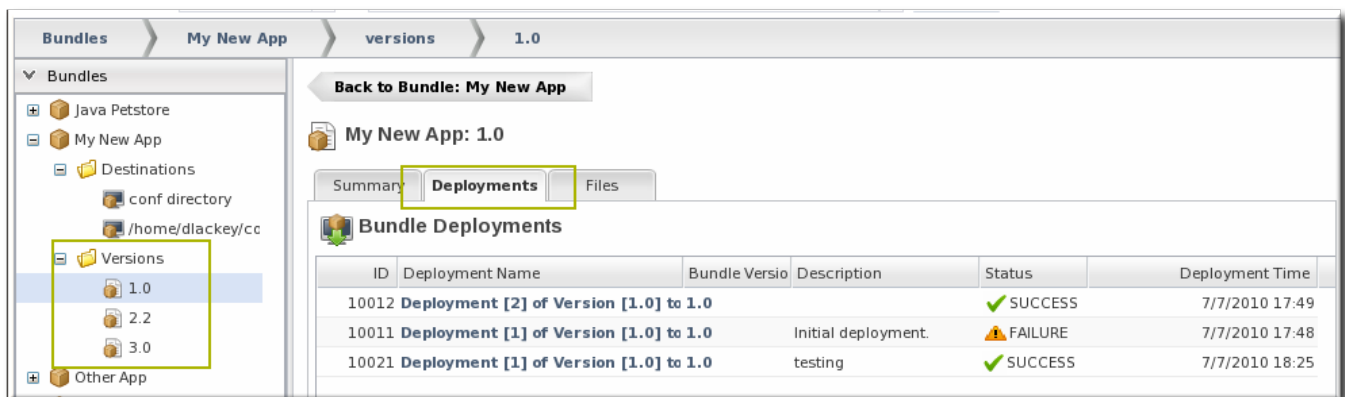 Bundles My New App versions 1.0
Bundles
Java Petstore
My New App
Destinations
conf directory
/home/dlackey/cc
Versions
1.0
2.2
3.0
Other App
Back to Bundle: My New App
My New App: 1.0
Summary Deployments Files
Bundle Deployments
ID Deployment Name Bundle Versio Description Status Deployment Time
10012 Deployment [2] of Version [1.0] to 1.0 SUCCESS 7/7/2010 17:49
10011 Deployment [1] of Version [1.0] to 1.0 Initial deployment. FAILURE 7/7/2010 17:48
10021 Deployment [1] of Version [1.0] to 1.0 testing SUCCESS 7/7/2010 18:25